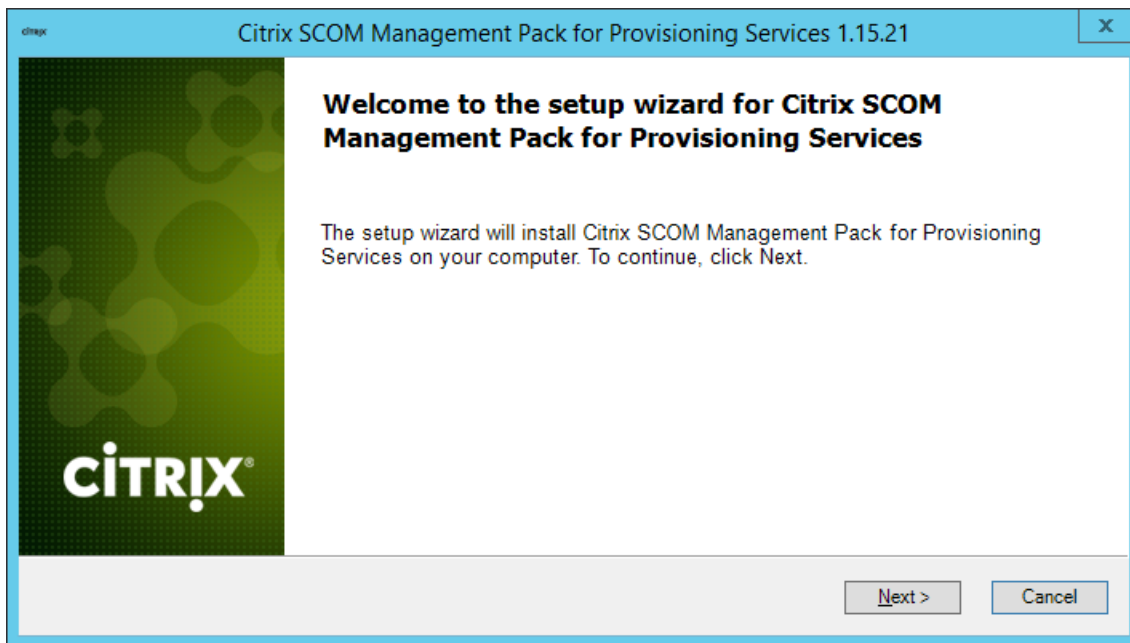 citrix
Citrix SCOM Management Pack for Provisioning Services 1.15.21
X
Welcome to the setup wizard for Citrix SCOM
Management Pack for Provisioning Services
The setup wizard will install Citrix SCOM Management Pack for Provisioning
Services on your computer. To continue, click Next.
CİTRỊX®
Next >
Cancel